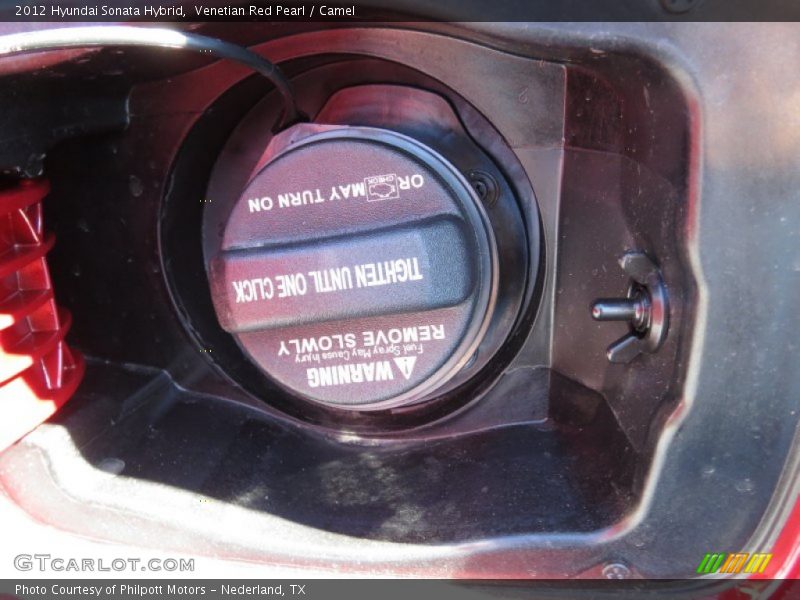 2012 Hyundai Sonata Hybrid, Venetian Red Pearl / Camel
WARNING
Fuel Spray May Cause Injury
REMOVE SLOWLY
TIGHTEN UNTIL ONE CLICK
OR CHECK MAY TURN ON
GTCARLOT.COM
Photo Courtesy of Philpott Motors - Nederland, TX